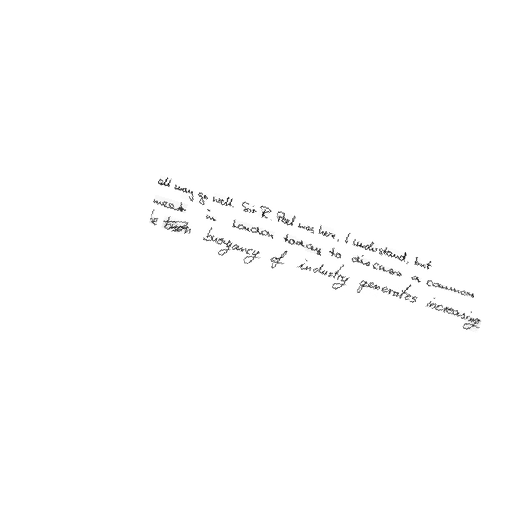 all may go well. Sir R. Peel was here, I understand, but
meet in London today to discuss a common
buoyancy of industry generates increasing